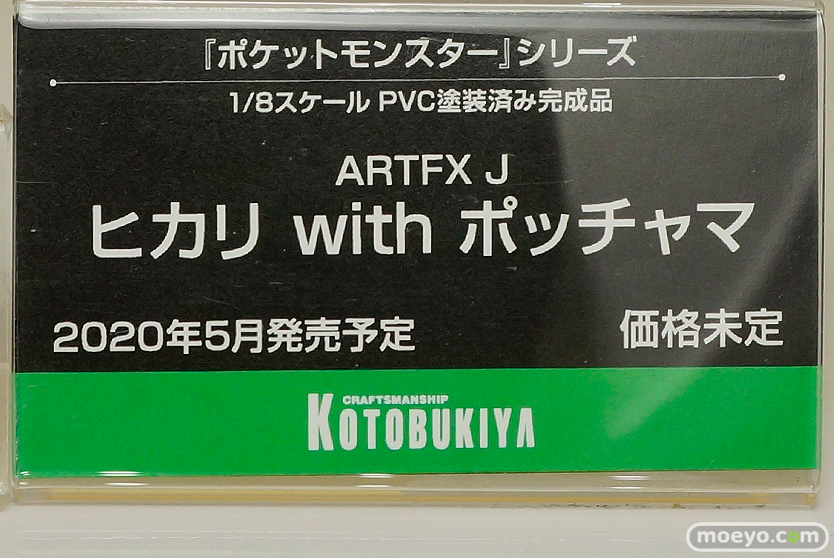 『ポケットモンスター』シリーズ
1/8スケール PVC塗装済み完成品
ARTFX J
ヒカリ with ポッチャマ
2020年5月発売予定
価格未定
CRAFTSMANSHIP
KOTOBUKIYA
moeyo.com